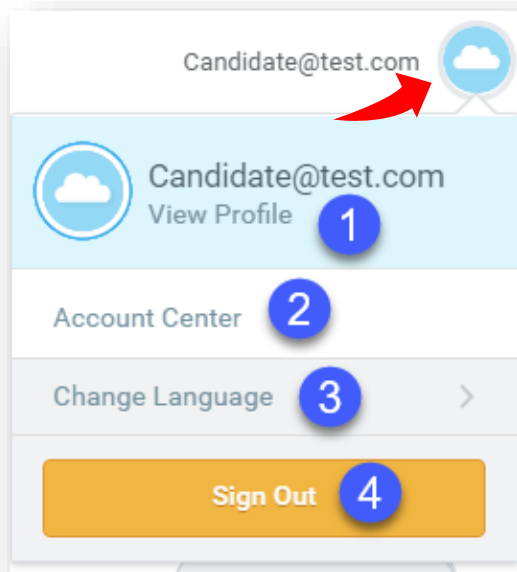 Candidate@test.com
Candidate@test.com
View Profile
1
Account Center
2
Change Language
3
Sign Out
4